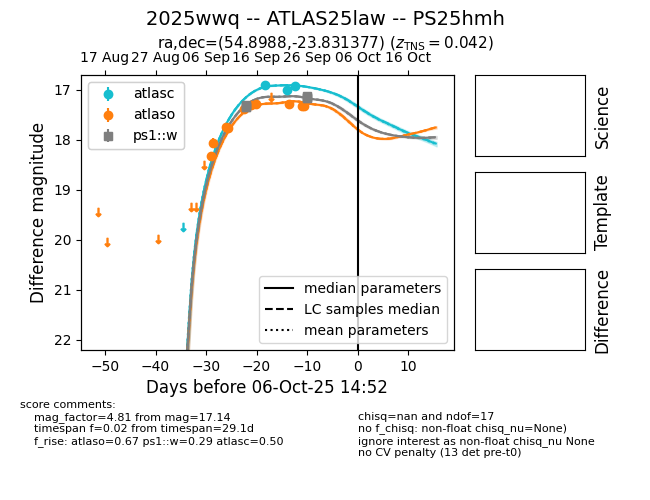 2025wwq -- ATLAS25law -- PS25hmh
ra,dec=(54.8988,-23.831377) (z_TNS = 0.042)
17 Aug 27 Aug 06 Sep 16 Sep 26 Sep 06 Oct 16 Oct
atlasc
atlaso
ps1::w
17
18
19
20
21
22
Difference magnitude
median parameters
LC samples median
mean parameters
−50 −40 −30 −20 −10 0 10
Days before 06-Oct-25 14:52
Science
Template
Difference
score comments:
mag_factor=4.81 from mag=17.14
timespan f=0.02 from timespan=29.1d
f_rise: atlaso=0.67 ps1::w=0.29 atlasc=0.50
chisq=nan and ndof=17
no f_chisq: non-float chisq_nu=None)
ignore interest as non-float chisq_nu None
no CV penalty (13 det pre-t0)